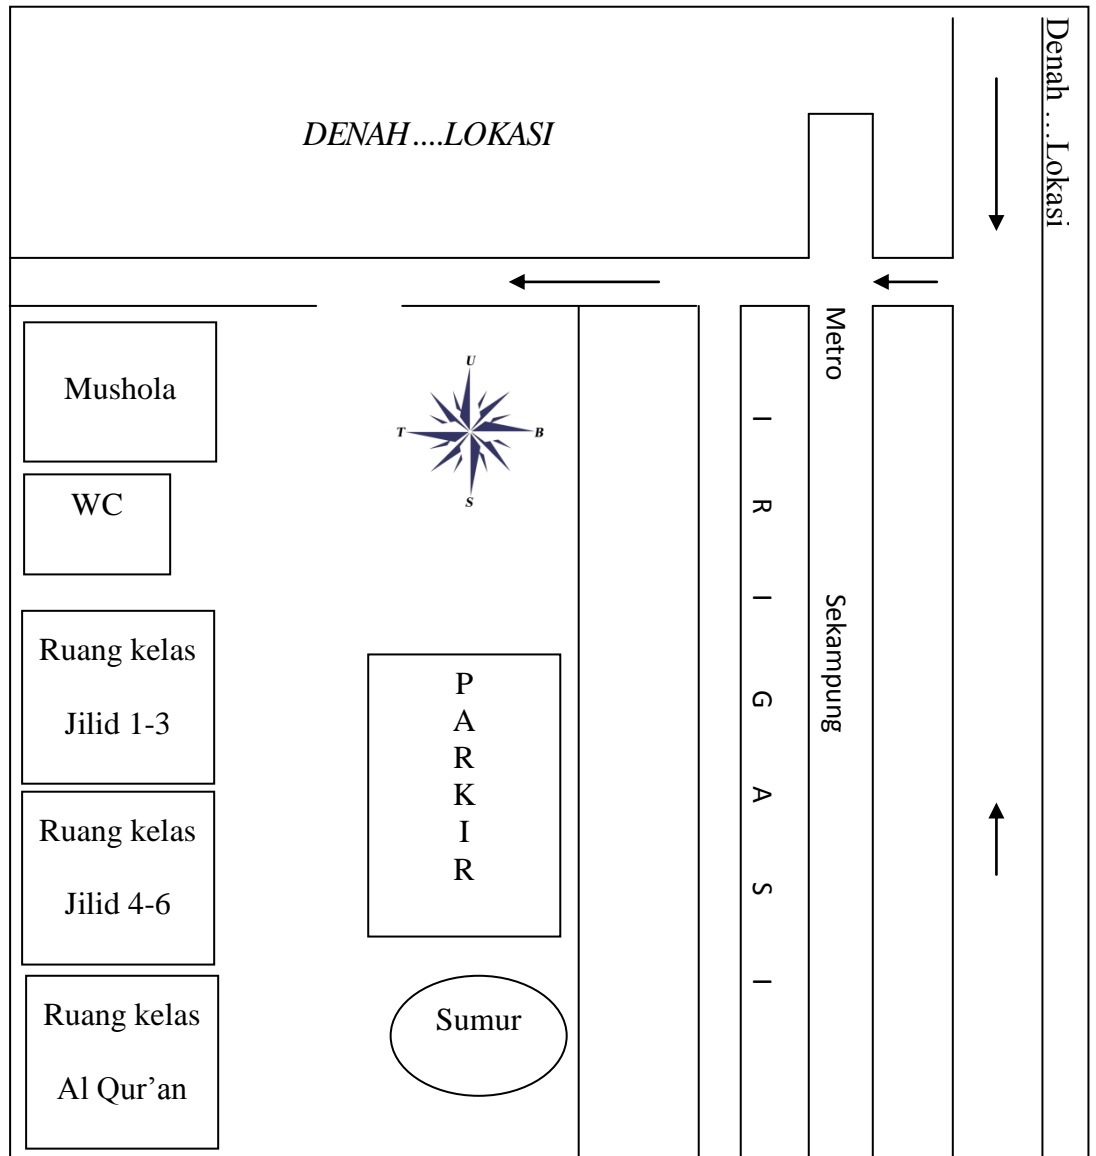 DENAH ....LOKASI
Denah ....Lokasi
Mushola
WC
Ruang kelas
Jilid 1-3
Ruang kelas
Jilid 4-6
Ruang kelas
Al Qur’an
U
T
B
S
PARKIR
Sumur
IRIGASI
Metro
Sekampung